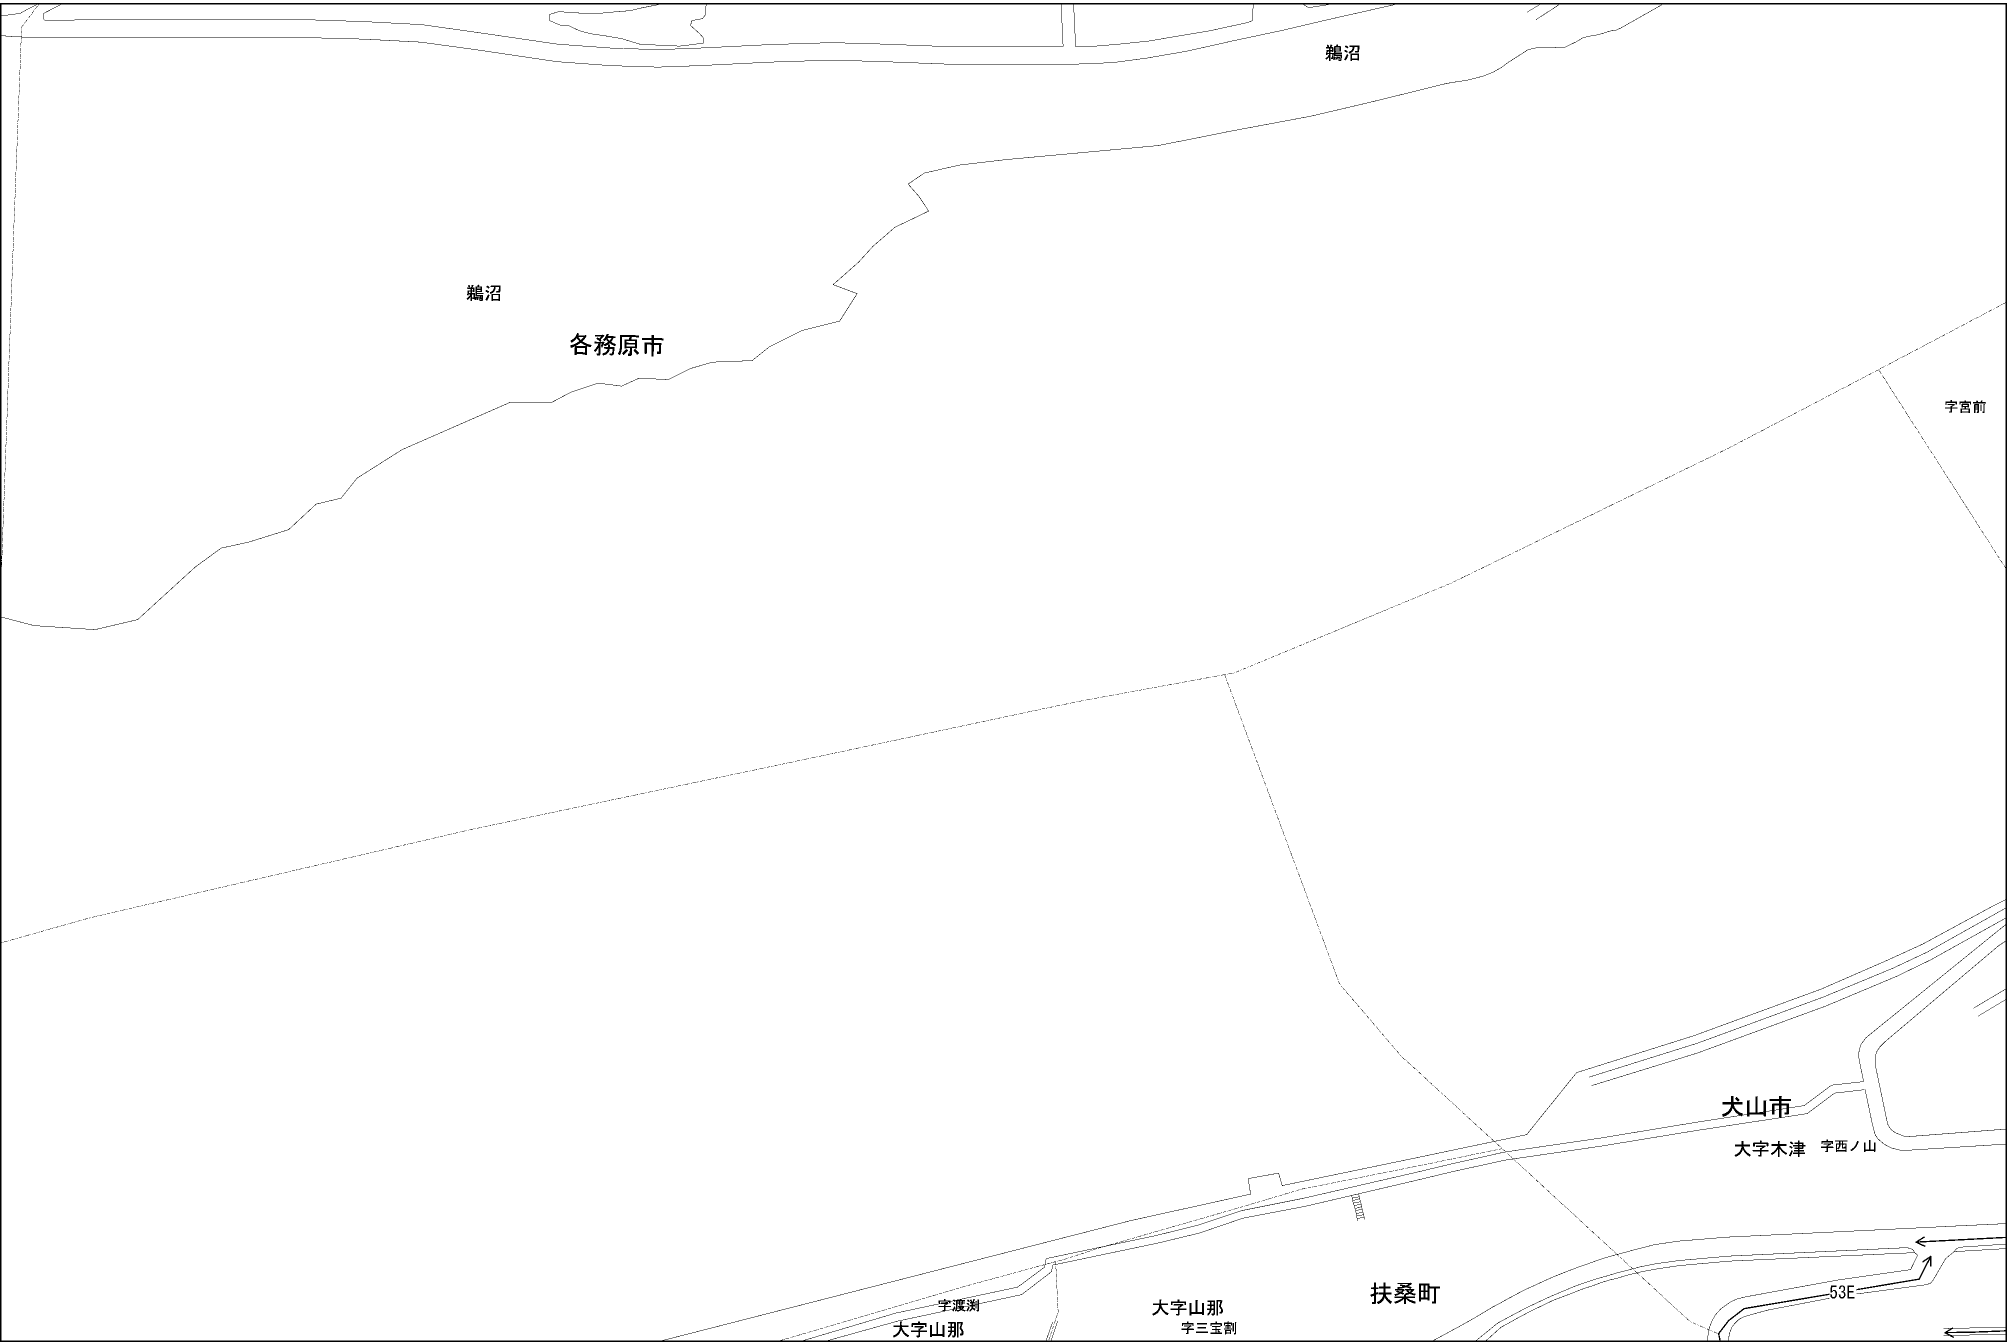 鵜沼
鵜沼
各務原市
字宮前
犬山市
大字木津
字西ノ山
扶桑町
53E
字渡渕
大字山那
大字山那
字三宝割